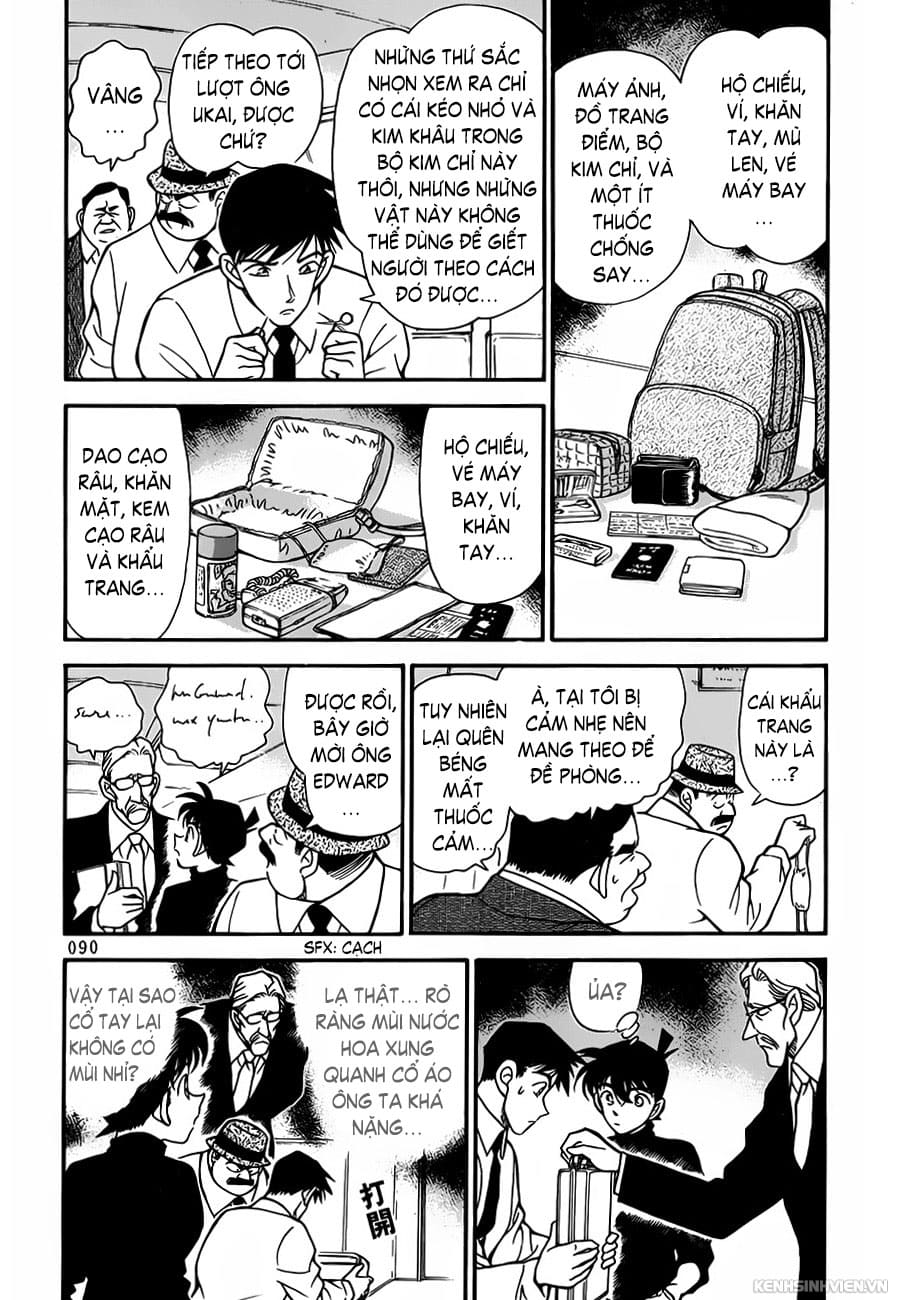 HỘ CHIẾU,
VÍ, KHĂN
TAY, MŨ
LEN, VÉ
MÁY BAY
...
MÁY ẢNH,
ĐỒ TRANG
ĐIỂM, BỘ
KIM CHỈ, VÀ
MỘT ÍT
THUỐC
CHỐNG
SAY...
NHỮNG THỨ SẮC
NHỌN XEM RA CHỈ
CÓ CÁI KÉO NHỎ VÀ
KIM KHÂU TRONG
BỘ KIM CHỈ NÀY
THÔI, NHƯNG NHỮNG
VẬT NÀY KHÔNG
THỂ DÙNG ĐỂ GIẾT
NGƯỜI THEO CÁCH
ĐÓ ĐƯỢC...
TIẾP THEO TỚI
LƯỢT ÔNG
UKAI, ĐƯỢC
CHỨ?
VÂNG
...
HỘ CHIẾU,
VÉ MÁY
BAY, VÍ,
KHĂN
TAY...
DAO CẠO
RÂU, KHĂN
MẶT, KEM
CẠO RÂU
VÀ KHẨU
TRANG...
CÁI KHẨU
TRANG
NÀY LÀ
...?
À, TẠI TÔI BỊ
CẢM NHẸ NÊN
MANG THEO ĐỂ
ĐỀ PHÒNG...
TUY NHIÊN
LẠI QUÊN
BÉNG
MẤT
THUỐC
CẢM...
ĐƯỢC RỒI,
BÂY GIỜ
MỜI ÔNG
EDWARD
...
sure...
090
SFX: CẠCH
ỦA?
LẠ THẬT... RÕ
RÀNG MÙI NƯỚC
HOA XUNG
QUANH CỔ ÁO
ÔNG TA KHÁ
NẶNG...
VẬY TẠI SAO
CỔ TAY LẠI
KHÔNG CÓ
MÙI NHỈ?
打開
KENHSINHVIEN.VN